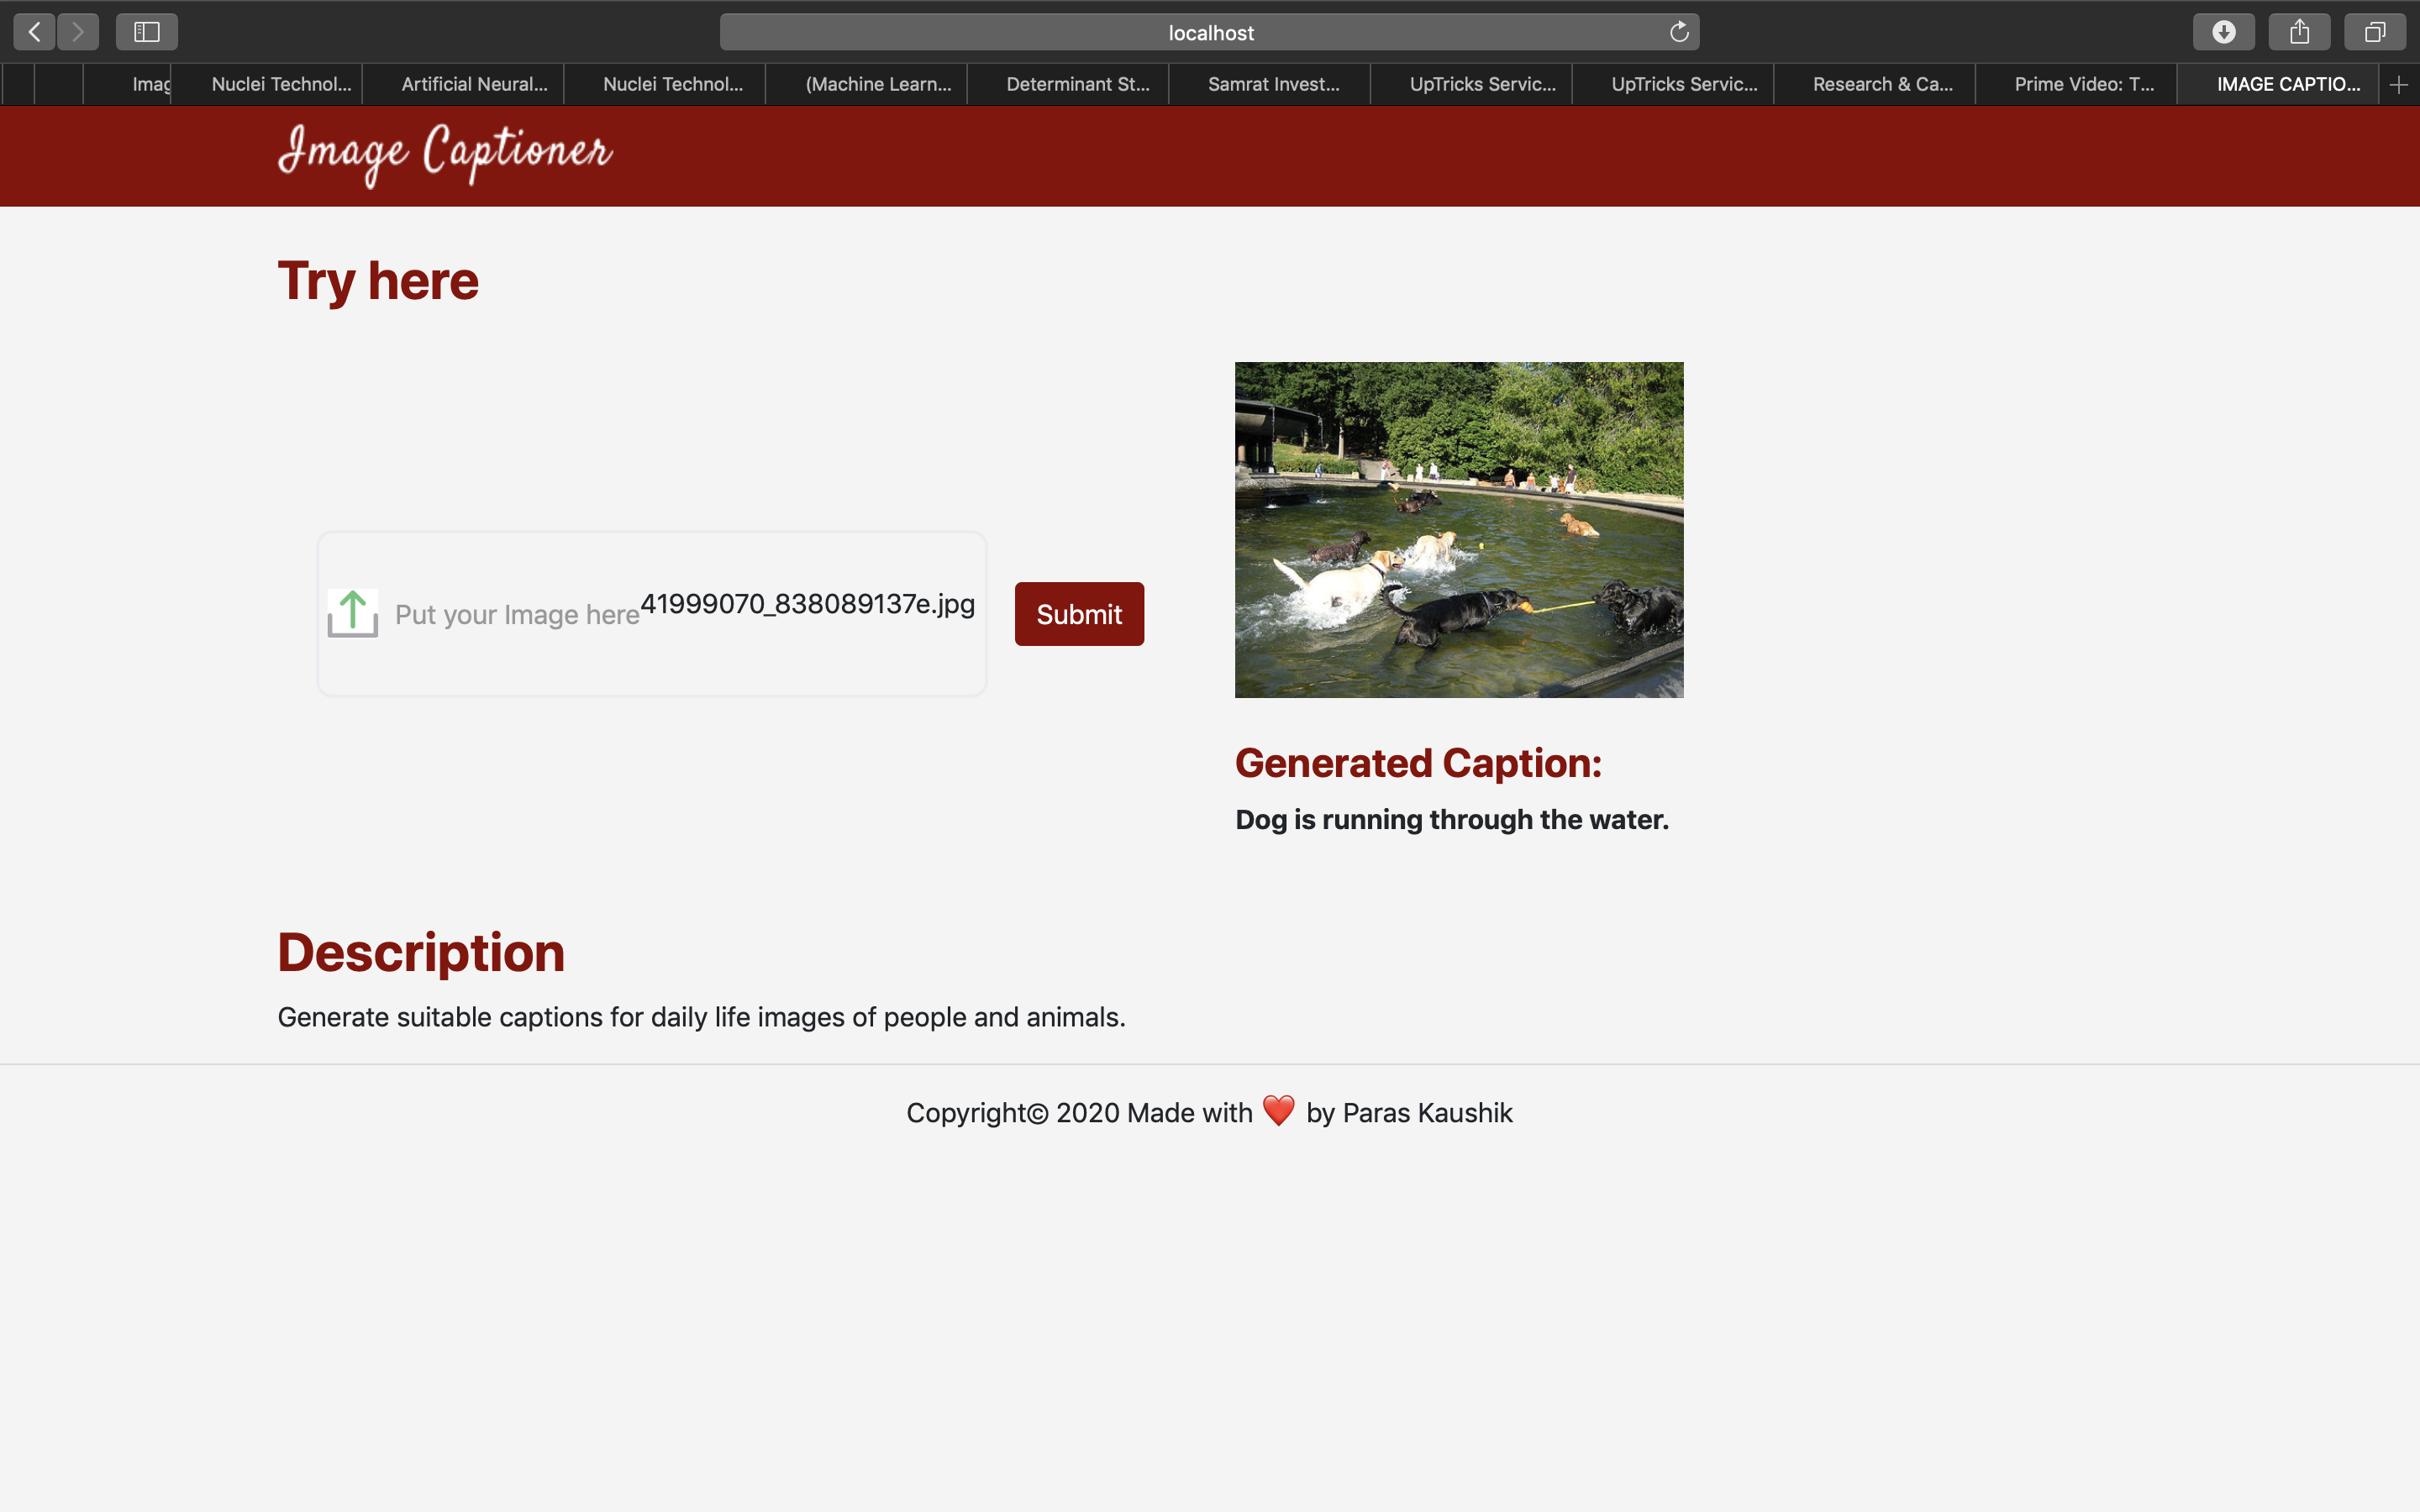 localhost
Imag
Nuclei Technol...
Artificial Neural...
Nuclei Technol...
(Machine Learn...
Determinant St...
Samrat Invest...
UpTricks Servic...
UpTricks Servic...
Research & Ca...
Prime Video: T...
IMAGE CAPTIO...
Image Captioner
Try here
Put your Image here
41999070_838089137e.jpg
Submit
Generated Caption:
Dog is running through the water.
Description
Generate suitable captions for daily life images of people and animals.
Copyright© 2020 Made with ❤️ by Paras Kaushik